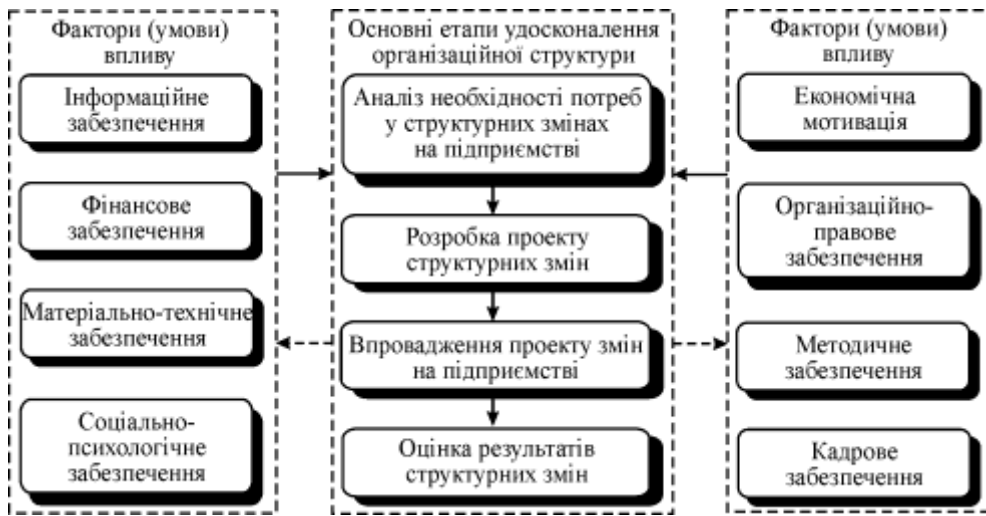 Фактори (умови)
впливу
Інформаційне
забезпечення
Фінансове
забезпечення
Матеріально-технічне
забезпечення
Соціально-
психологічне
забезпечення
Основні етапи удосконалення
організаційної структури
Аналіз необхідності потреб
у структурних змінах
на підприємстві
Розробка проекту
структурних змін
Впровадження проекту змін
на підприємстві
Оцінка результатів
структурних змін
Фактори (умови)
впливу
Економічна
мотивація
Організаційно-
правове
забезпечення
Методичне
забезпечення
Кадрове
забезпечення